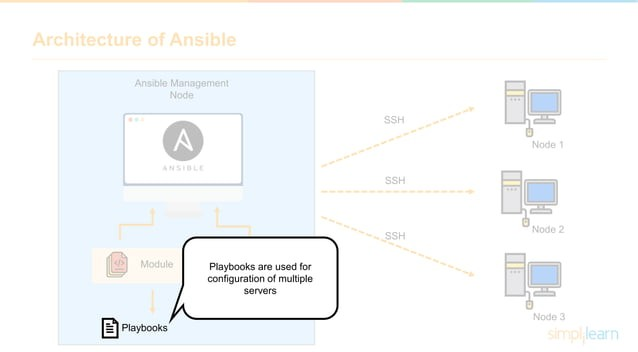 Architecture of Ansible
Ansible Management
Node
ANSIBLE
SSH
Node 1
SSH
Node 2
SSH
Node 3
Module
Playbooks are used for
configuration of multiple
servers
Playbooks
simplilearn